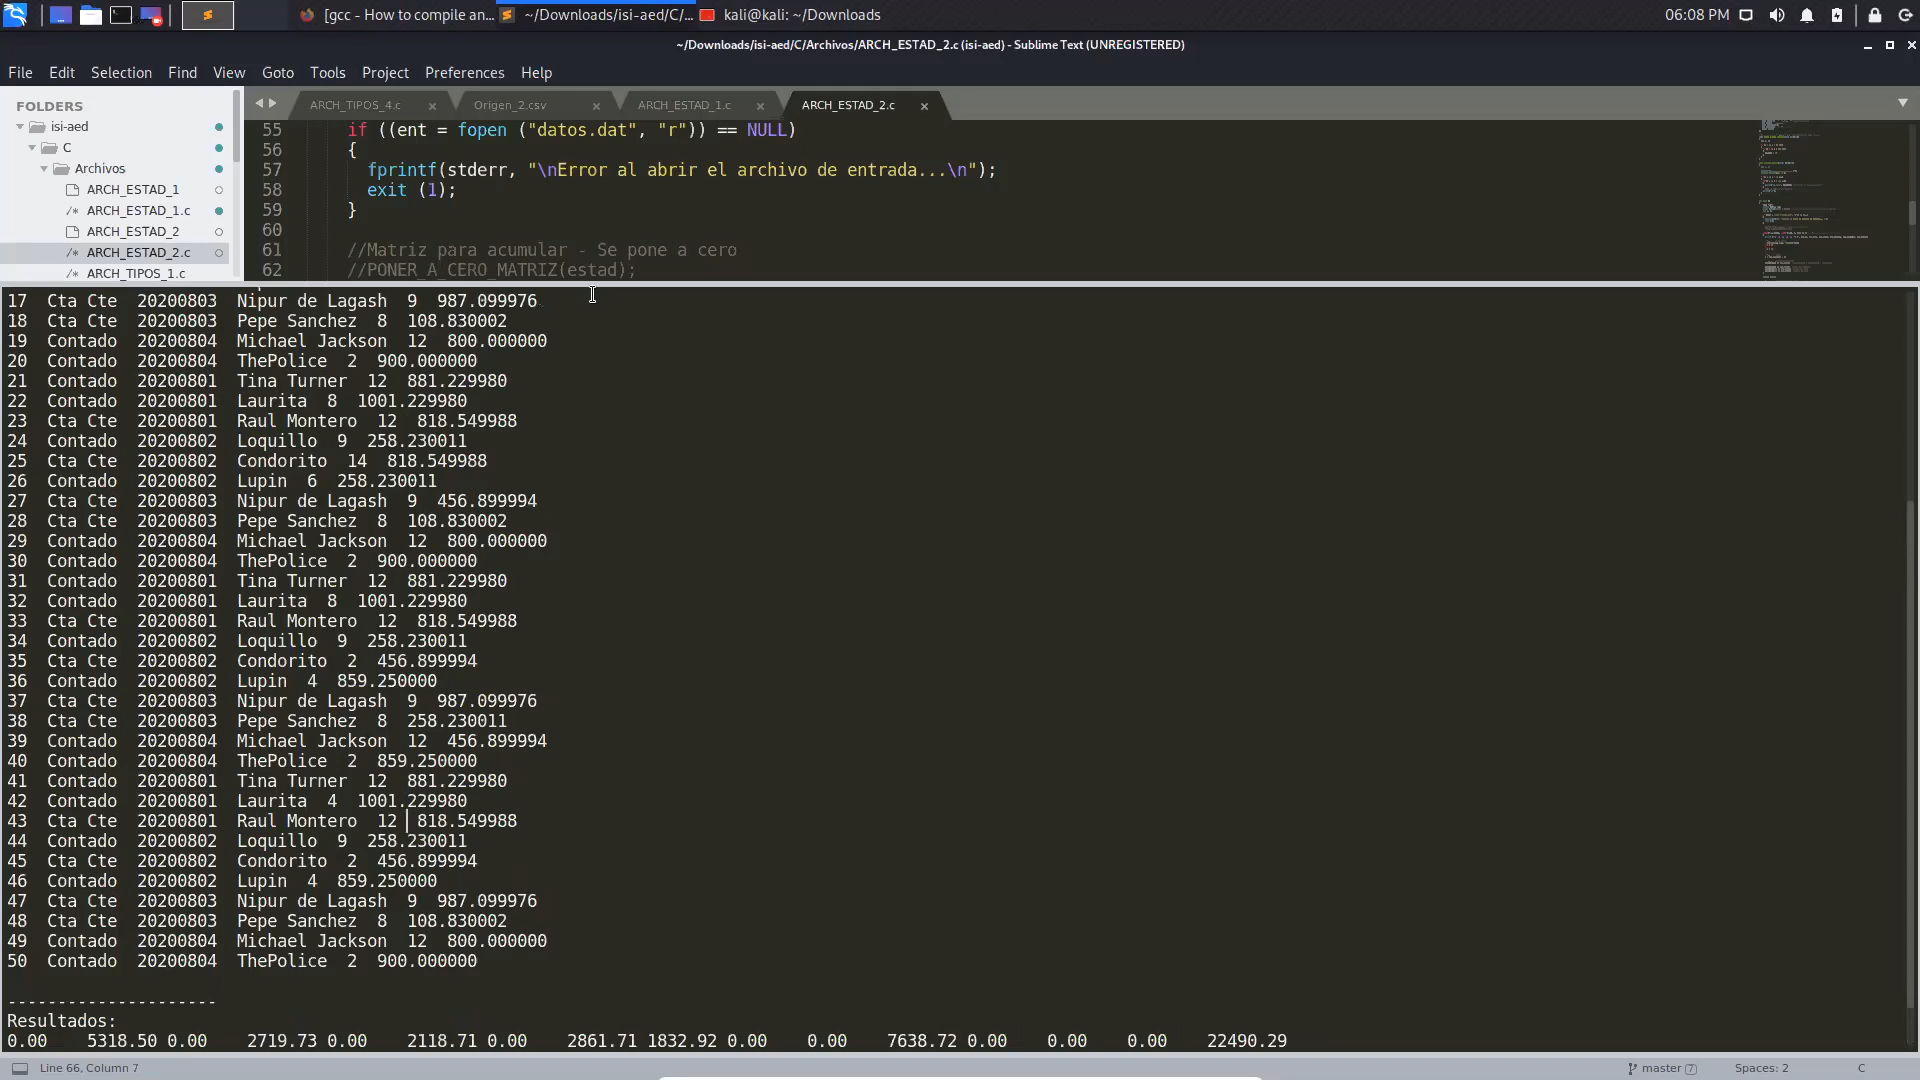 [gcc - How to compile an... ~/Downloads/isi-aed/C/... kali@kali: ~/Downloads 06:08 PM
~/Downloads/isi-aed/C/Archivos/ARCH_ESTAD_2.c (isi-aed) - Sublime Text (UNREGISTERED)
File Edit Selection Find View Goto Tools Project Preferences Help
FOLDERS
isi-aed
C
Archivos
ARCH_ESTAD_1
ARCH_ESTAD_1.c
ARCH_ESTAD_2
ARCH_ESTAD_2.c
ARCH_TIPOS_1.c
ARCH_TIPOS_4.c Origen_2.csv ARCH_ESTAD_1.c ARCH_ESTAD_2.c
55 if ((ent = fopen ("datos.dat", "r")) == NULL)
56 {
57 fprintf(stderr, "\nError al abrir el archivo de entrada...\n");
58 exit (1);
59 }
60
61 //Matriz para acumular - Se pone a cero
62 //PONER_A_CERO_MATRIZ(estad);
17 Cta Cte 20200803 Nipur de Lagash 9 987.099976
18 Cta Cte 20200803 Pepe Sanchez 8 108.830002
19 Contado 20200804 Michael Jackson 12 800.000000
20 Contado 20200804 ThePolice 2 900.000000
21 Contado 20200801 Tina Turner 12 881.229980
22 Contado 20200801 Laurita 8 1001.229980
23 Cta Cte 20200801 Raul Montero 12 818.549988
24 Contado 20200802 Loquillo 9 258.230011
25 Cta Cte 20200802 Condorito 14 818.549988
26 Contado 20200802 Lupin 6 258.230011
27 Cta Cte 20200803 Nipur de Lagash 9 456.899994
28 Cta Cte 20200803 Pepe Sanchez 8 108.830002
29 Contado 20200804 Michael Jackson 12 800.000000
30 Contado 20200804 ThePolice 2 900.000000
31 Contado 20200801 Tina Turner 12 881.229980
32 Contado 20200801 Laurita 8 1001.229980
33 Cta Cte 20200801 Raul Montero 12 818.549988
34 Contado 20200802 Loquillo 9 258.230011
35 Cta Cte 20200802 Condorito 2 456.899994
36 Contado 20200802 Lupin 4 859.250000
37 Cta Cte 20200803 Nipur de Lagash 9 987.099976
38 Cta Cte 20200803 Pepe Sanchez 8 258.230011
39 Contado 20200804 Michael Jackson 12 456.899994
40 Contado 20200804 ThePolice 2 859.250000
41 Contado 20200801 Tina Turner 12 881.229980
42 Contado 20200801 Laurita 4 1001.229980
43 Cta Cte 20200801 Raul Montero 12 818.549988
44 Contado 20200802 Loquillo 9 258.230011
45 Cta Cte 20200802 Condorito 2 456.899994
46 Contado 20200802 Lupin 4 859.250000
47 Cta Cte 20200803 Nipur de Lagash 9 987.099976
48 Cta Cte 20200803 Pepe Sanchez 8 108.830002
49 Contado 20200804 Michael Jackson 12 800.000000
50 Contado 20200804 ThePolice 2 900.000000
---------------------
Resultados:
0.00 5318.50 0.00 2719.73 0.00 2118.71 0.00 2861.71 1832.92 0.00 0.00 7638.72 0.00 0.00 0.00 22490.29
Line 66, Column 7 master 7 Spaces: 2 C